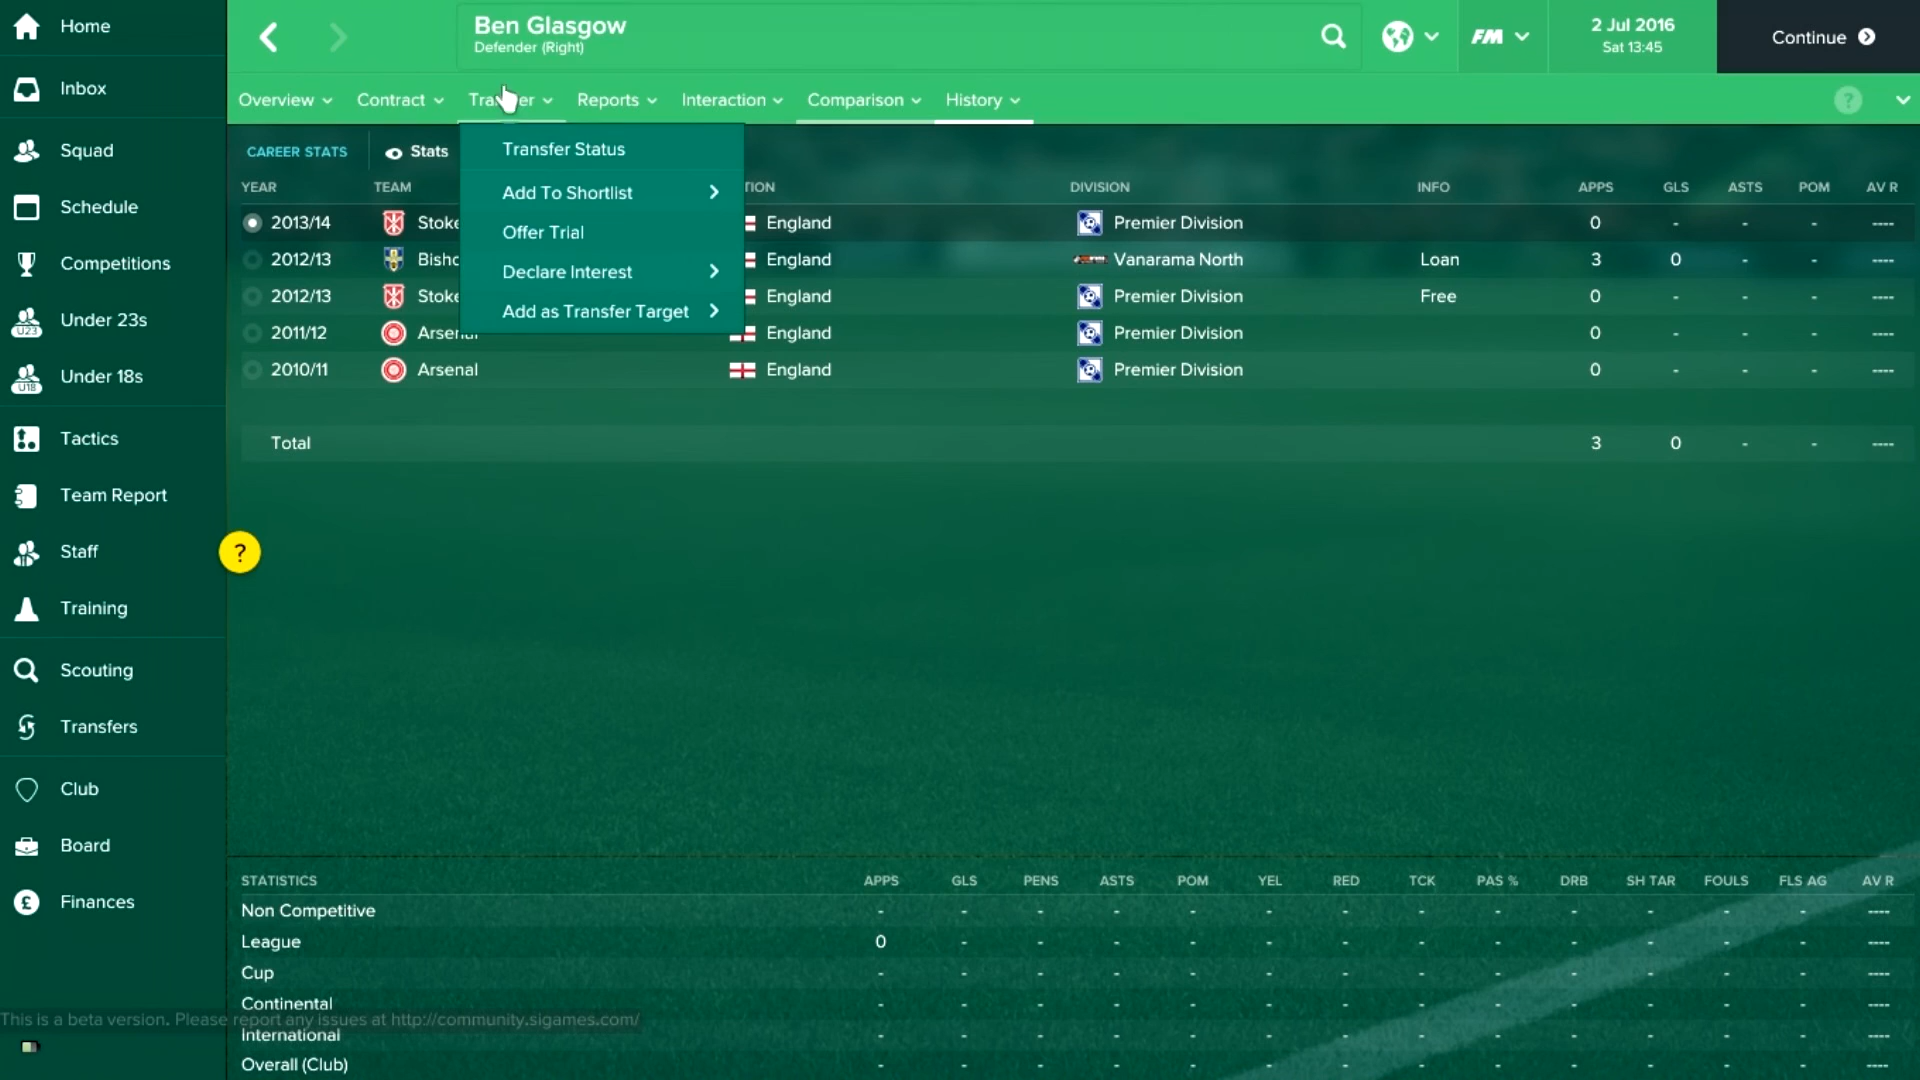 Home
Inbox
Squad
Schedule
Competitions
Under 23s
Under 18s
Tactics
Team Report
Staff
Training
Scouting
Transfers
Club
Board
Finances
Ben Glasgow
Defender (Right)
FM
2 Jul 2016
Sat 13:45
Continue
Overview Contract Transfer Reports Interaction Comparison History ?
CAREER STATS Stats
Transfer Status
Add To Shortlist
Offer Trial
Declare Interest
Add as Transfer Target
YEAR TEAM DIVISION INFO APPS GLS ASTS POM AV R
2013/14 Stoke England Premier Division 0 - - - ----
2012/13 England Vanarama North Loan 3 0 - - ----
2012/13 Stoke England Premier Division Free 0 - - - ----
2011/12 Arsenal England Premier Division 0 - - - ----
2010/11 Arsenal England Premier Division 0 - - - ----
Total 3 0 - - ----
?
STATISTICS APPS GLS PENS ASTS POM YEL RED TCK PAS % DRB SH TAR FOULS FLS AG AV R
Non Competitive - - - - - - - - - - - - - ----
League 0 - - - - - - - - - - - - ----
Cup - - - - - - - - - - - - - ----
Continental - - - - - - - - - - - - - ----
This is a beta version. Please report any issues at http://community.sigames.com/
International - - - - - - - - - - - - - ----
Overall (Club) - - - - - - - - - - - - - ----